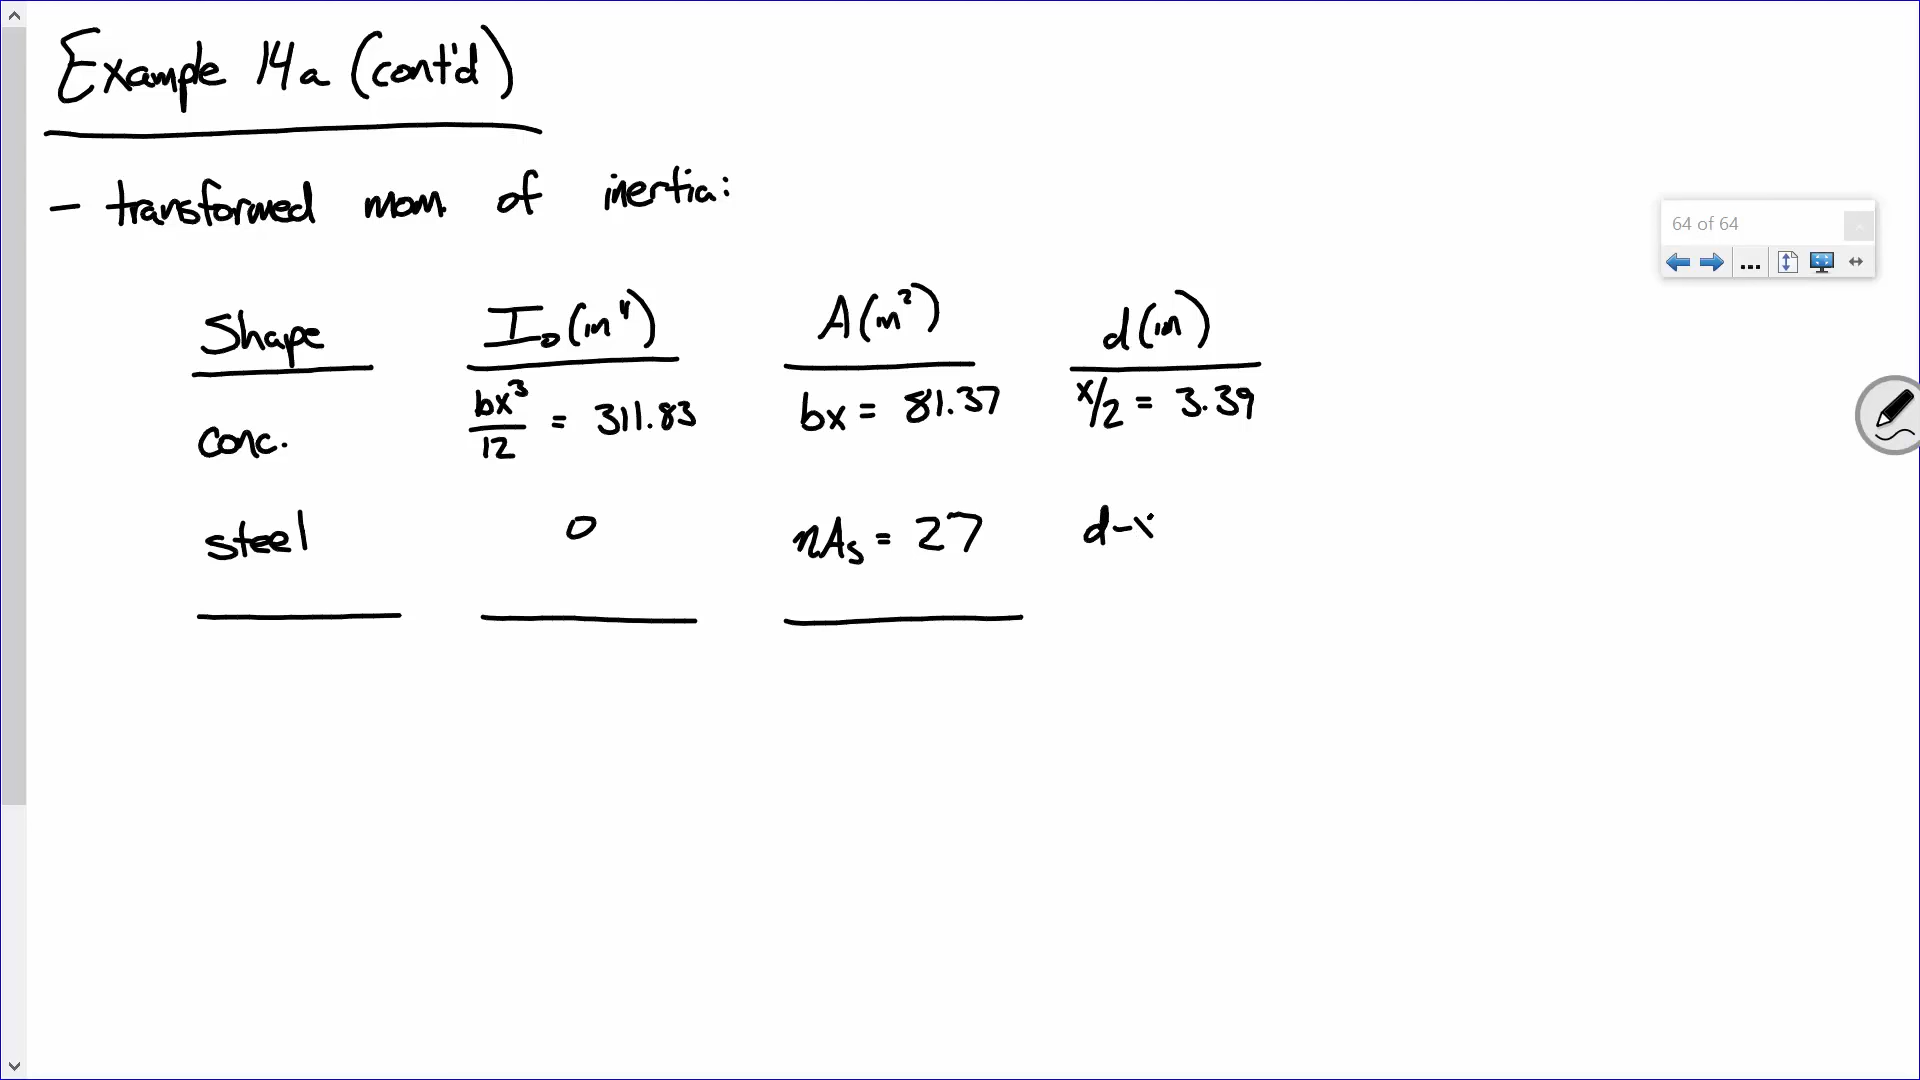 Example 14a (cont'd)
- transformed mom. of inertia:
64 of 64
Shape I₀(in⁴) A(in²) d(in)
conc. bx³/12 = 311.83 bx = 81.37 x/2 = 3.39
steel 0 nAs = 27 d-x